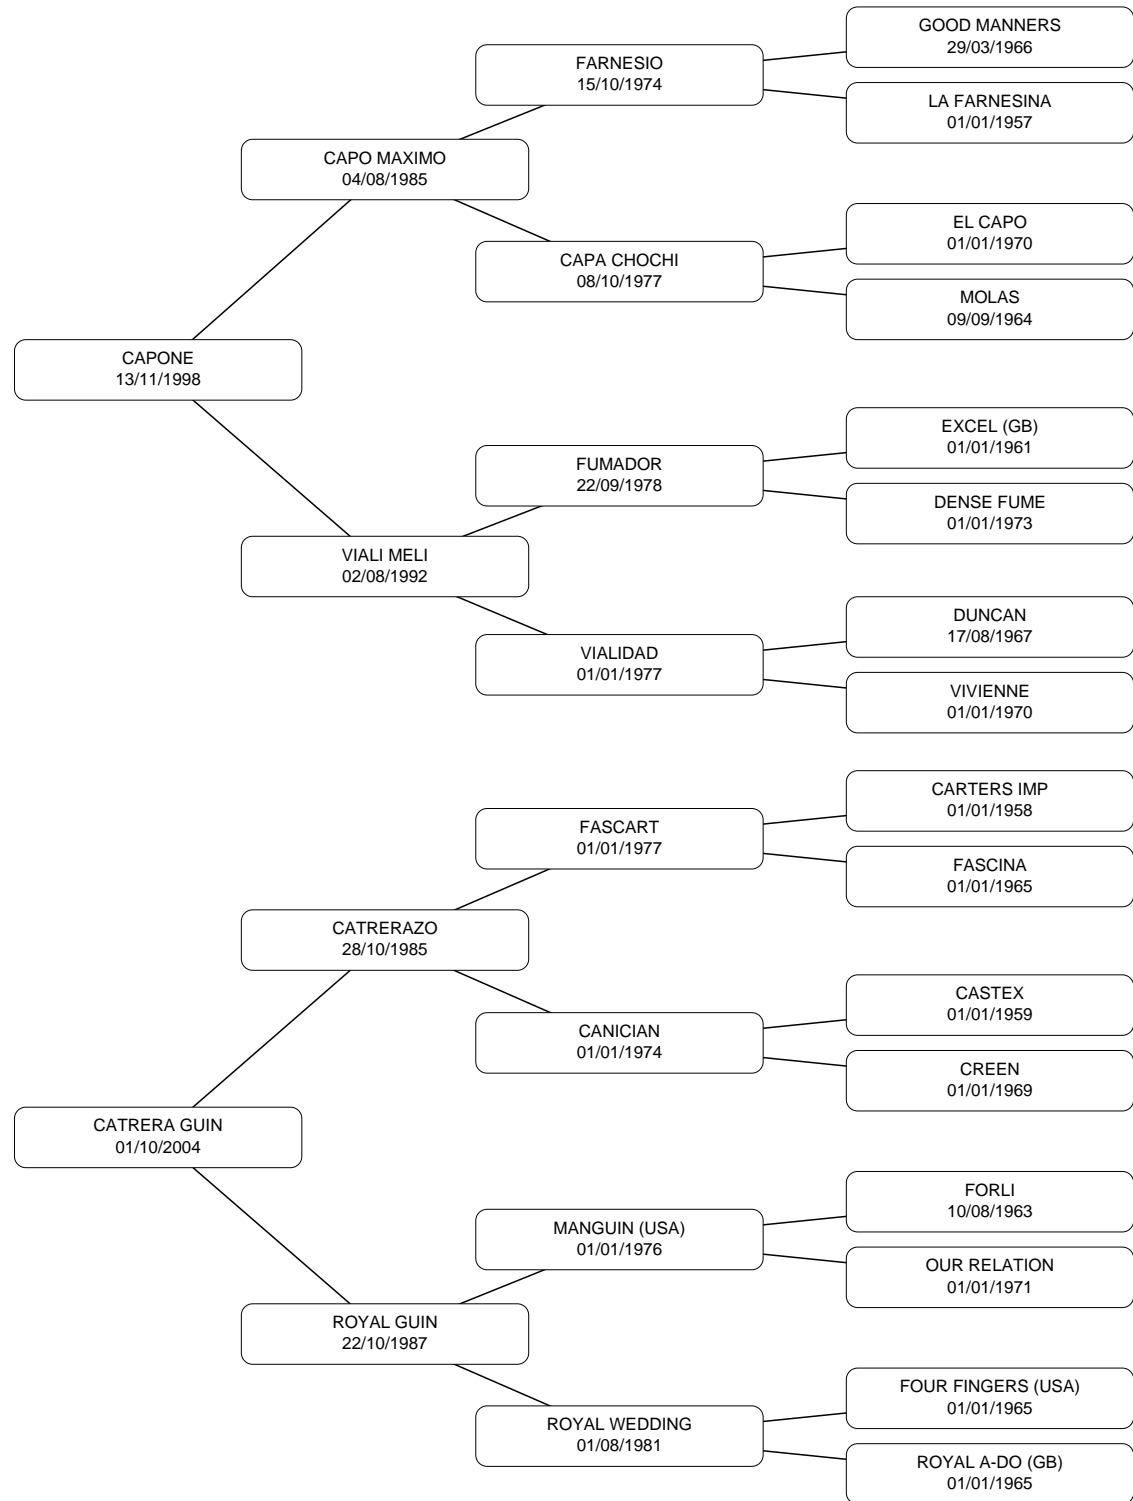 GOOD MANNERS
29/03/1966
FARNESIO
15/10/1974
LA FARNESINA
01/01/1957
CAPO MAXIMO
04/08/1985
EL CAPO
01/01/1970
CAPA CHOCHI
08/10/1977
MOLAS
09/09/1964
CAPONE
13/11/1998
EXCEL (GB)
01/01/1961
FUMADOR
22/09/1978
DENSE FUME
01/01/1973
VIALI MELI
02/08/1992
DUNCAN
17/08/1967
VIALIDAD
01/01/1977
VIVIENNE
01/01/1970
CARTERS IMP
01/01/1958
FASCART
01/01/1977
FASCINA
01/01/1965
CATRERAZO
28/10/1985
CASTEX
01/01/1959
CANICIAN
01/01/1974
CREEN
01/01/1969
CATRERA GUIN
01/10/2004
FORLI
10/08/1963
MANGUIN (USA)
01/01/1976
OUR RELATION
01/01/1971
ROYAL GUIN
22/10/1987
FOUR FINGERS (USA)
01/01/1965
ROYAL WEDDING
01/08/1981
ROYAL A-DO (GB)
01/01/1965